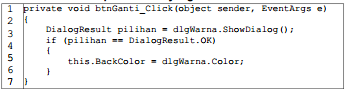 1 private void btnGanti_Click(object sender, EventArgs e)
2 {
3     DialogResult pilihan = dlgWarna.ShowDialog();
4     if (pilihan == DialogResult.OK)
5     {
6         this.BackColor = dlgWarna.Color;
7     }
}